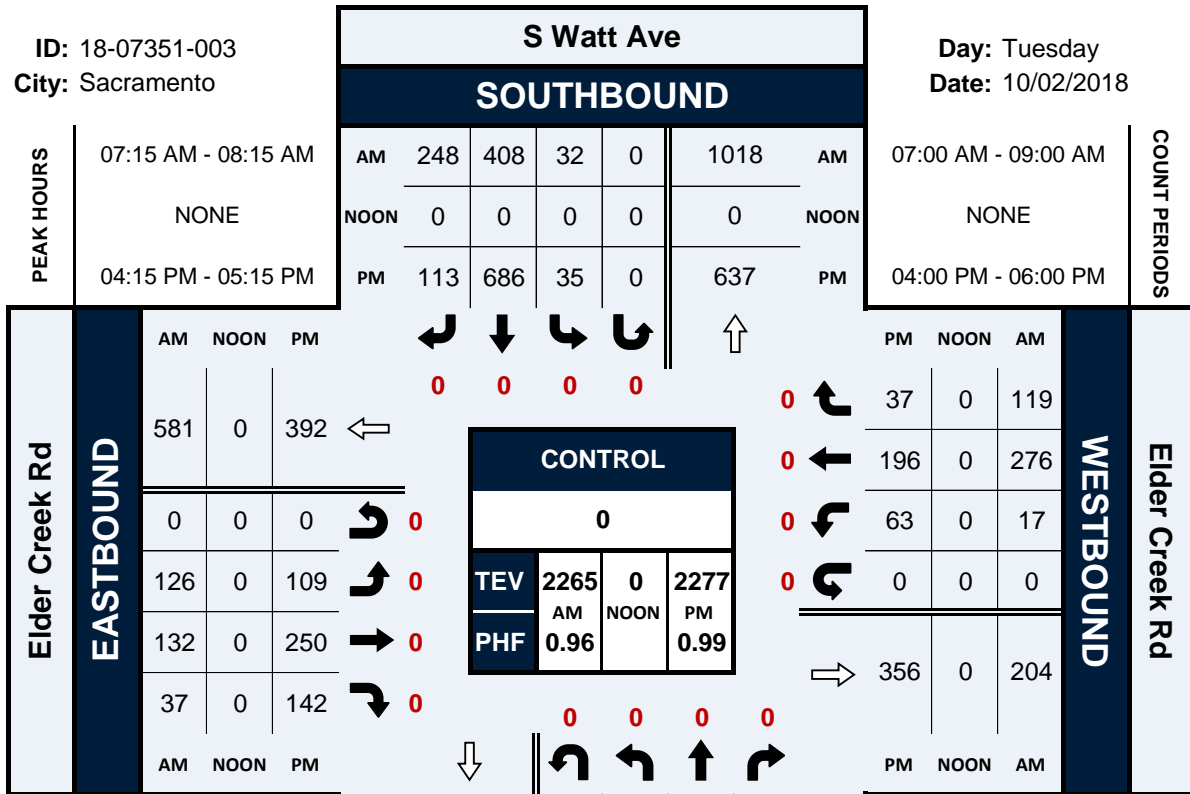 ID: 18-07351-003
City: Sacramento
S Watt Ave
SOUTHBOUND
Day: Tuesday
Date: 10/02/2018
PEAK HOURS
07:15 AM - 08:15 AM
NONE
04:15 PM - 05:15 PM
AM 248 408 32 0 1018 AM
NOON 0 0 0 0 0 NOON
PM 113 686 35 0 637 PM
07:00 AM - 09:00 AM
NONE
04:00 PM - 06:00 PM
COUNT PERIODS
0 0 0 0
Elder Creek Rd
EASTBOUND
AM NOON PM
581 0 392
0 0 0 0
126 0 109 0
132 0 250 0
37 0 142 0
AM NOON PM
CONTROL
0
TEV 2265 0 2277
AM NOON PM
PHF 0.96 0.99
PM NOON AM
0 37 0 119
0 196 0 276
0 63 0 17
0 0 0 0
356 0 204
PM NOON AM
WESTBOUND
Elder Creek Rd
0 0 0 0